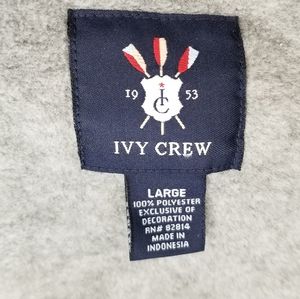 19 53
IC
IVY CREW
LARGE
100% POLYESTER
EXCLUSIVE OF
DECORATION
RN# 82814
MADE IN
INDONESIA